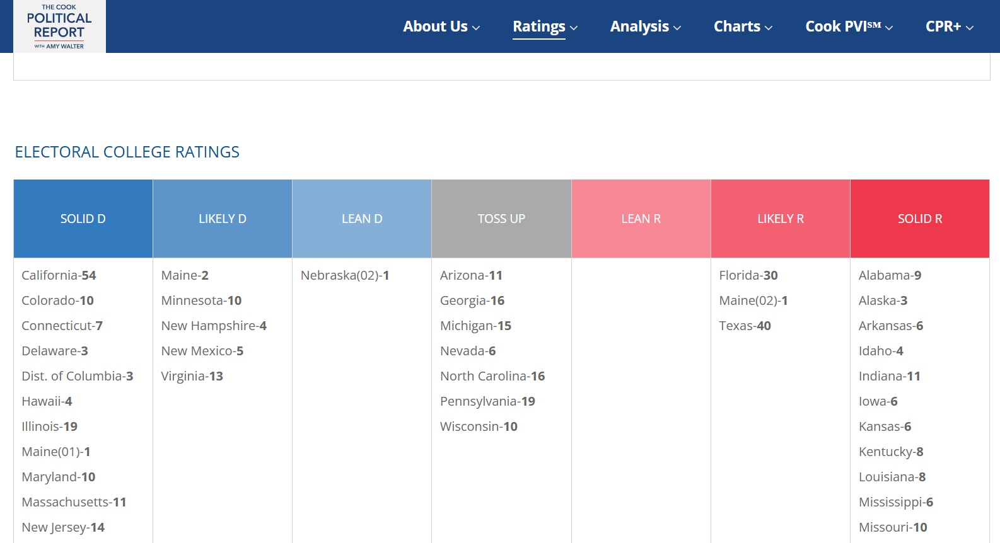 THE COOK
POLITICAL
REPORT
WITH AMY WALTER
About Us
Ratings
Analysis
Charts
Cook PVI℠
CPR+
ELECTORAL COLLEGE RATINGS
SOLID D
LIKELY D
LEAN D
TOSS UP
LEAN R
LIKELY R
SOLID R
California-54
Colorado-10
Connecticut-7
Delaware-3
Dist. of Columbia-3
Hawaii-4
Illinois-19
Maine(01)-1
Maryland-10
Massachusetts-11
New Jersey-14
Maine-2
Minnesota-10
New Hampshire-4
New Mexico-5
Virginia-13
Nebraska(02)-1
Arizona-11
Georgia-16
Michigan-15
Nevada-6
North Carolina-16
Pennsylvania-19
Wisconsin-10
Florida-30
Maine(02)-1
Texas-40
Alabama-9
Alaska-3
Arkansas-6
Idaho-4
Indiana-11
Iowa-6
Kansas-6
Kentucky-8
Louisiana-8
Mississippi-6
Missouri-10